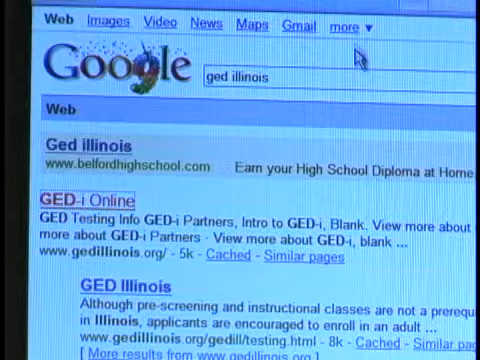 Web Images Video News Maps Gmail more ▼
Google
ged illinois
Web
Ged illinois
www.belfordhighschool.com Earn your High School Diploma at Home
GED-i Online
GED Testing Info GED-i Partners, Intro to GED-i, Blank. View more about
more about GED-i Partners · View more about GED-i, blank ...
www.gedillinois.org/ - 5k - Cached - Similar pages
GED Illinois
Although pre-screening and instructional classes are not a prerequ
in Illinois, applicants are encouraged to enroll in an adult ...
www.gedillinois.org/gedill/testing.html - 8k - Cached - Similar pag
[ More results from www.gedillinois.org ]